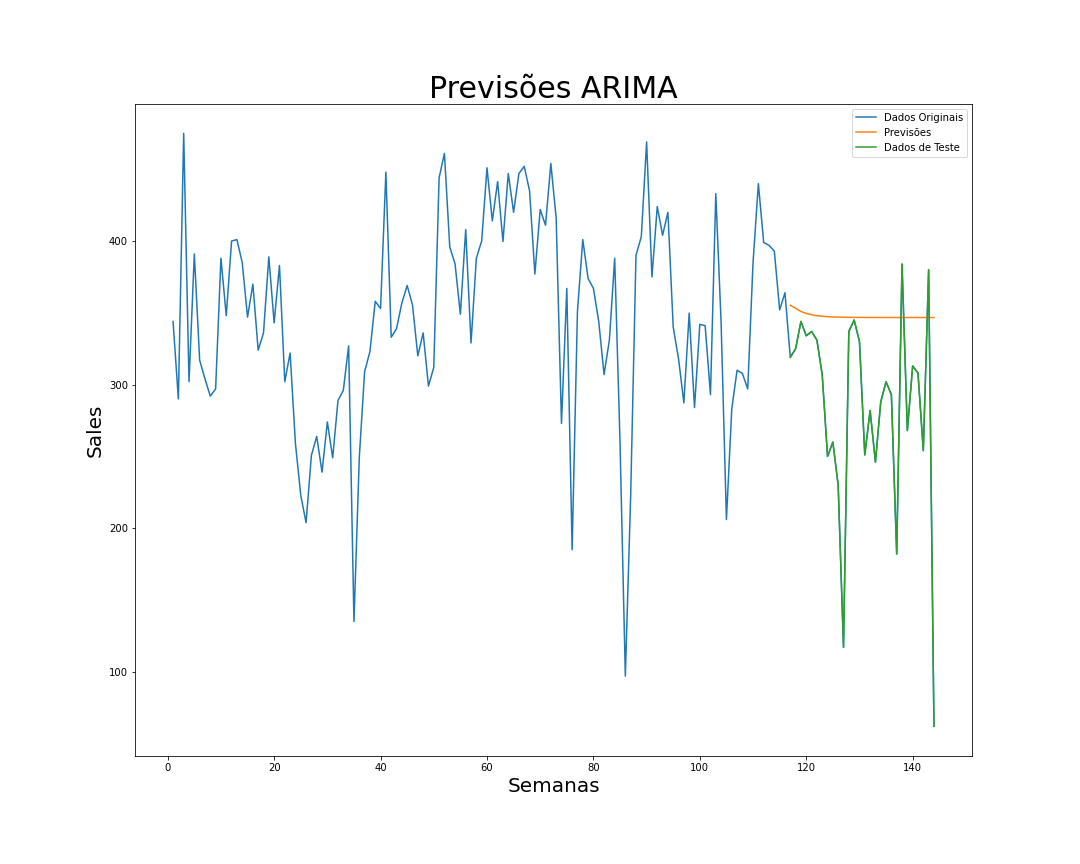 Previsões ARIMA
Dados Originais
Previsões
Dados de Teste
Sales
400
300
200
100
0 20 40 60 80 100 120 140
Semanas